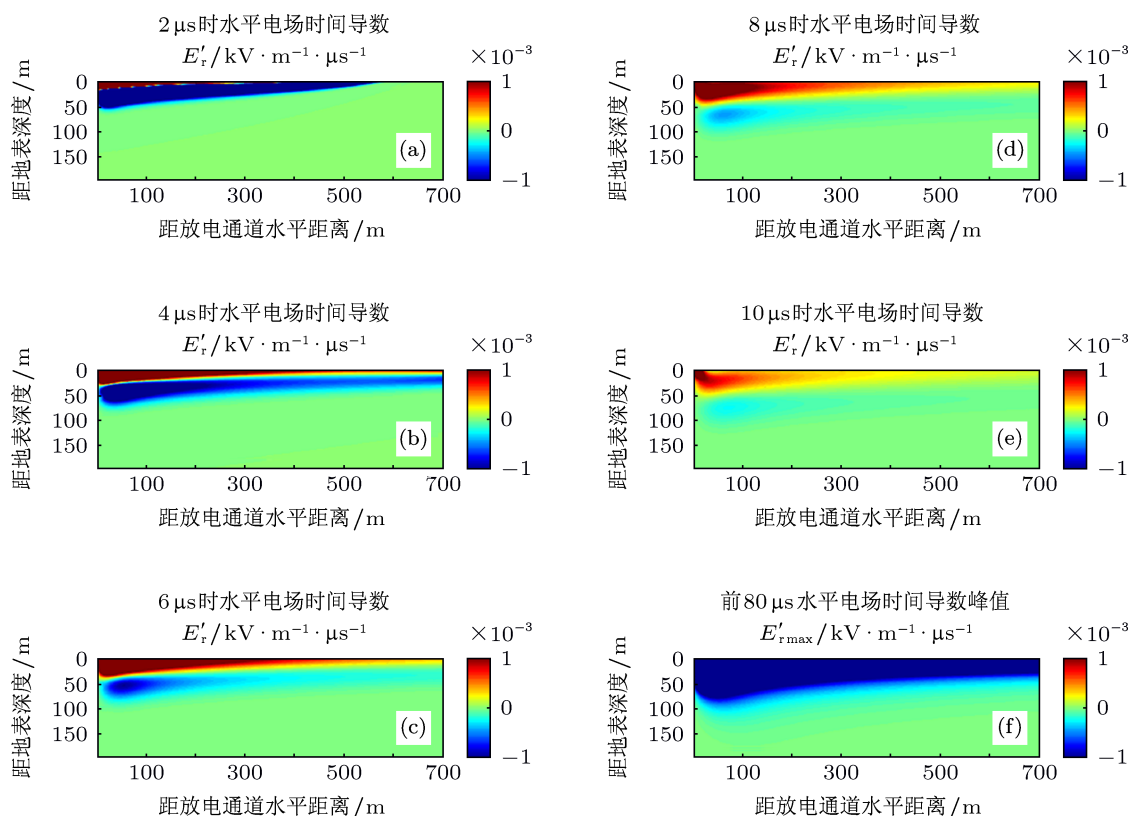 2 μs时水平电场时间导数
E′r/kV · m−1 · μs−1
×10−3
距地表深度/m
0
50
100
150
1
0
−1
(a)
100 300 500 700
距放电通道水平距离/m
4 μs时水平电场时间导数
E′r/kV · m−1 · μs−1
×10−3
距地表深度/m
0
50
100
150
1
0
−1
(b)
100 300 500 700
距放电通道水平距离/m
6 μs时水平电场时间导数
E′r/kV · m−1 · μs−1
×10−3
距地表深度/m
0
50
100
150
1
0
−1
(c)
100 300 500 700
距放电通道水平距离/m
8 μs时水平电场时间导数
E′r/kV · m−1 · μs−1
×10−3
距地表深度/m
0
50
100
150
1
0
−1
(d)
100 300 500 700
距放电通道水平距离/m
10 μs时水平电场时间导数
E′r/kV · m−1 · μs−1
×10−3
距地表深度/m
0
50
100
150
1
0
−1
(e)
100 300 500 700
距放电通道水平距离/m
前80 μs水平电场时间导数峰值
E′r max/kV · m−1 · μs−1
×10−3
距地表深度/m
0
50
100
150
1
0
−1
(f)
100 300 500 700
距放电通道水平距离/m